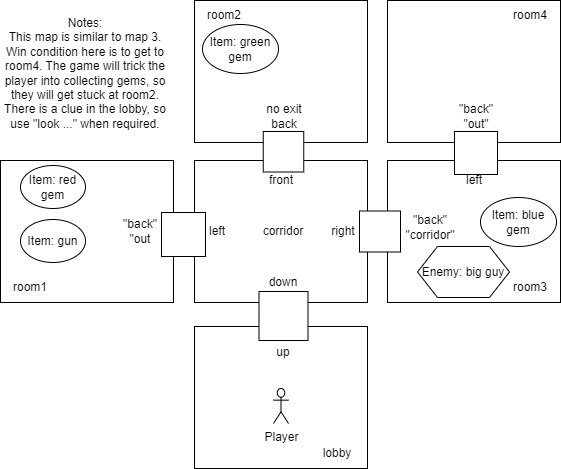 Notes:
This map is similar to map 3.
Win condition here is to get to
room4. The game will trick the
player into collecting gems, so
they will get stuck at room2.
There is a clue in the lobby, so
use "look ..." when required.
room2
Item: green
gem
no exit
back
room4
"back"
"out"
Item: red
gem
Item: gun
room1
"back"
"out
left
front
corridor
right
down
left
"back"
"corridor"
Item: blue
gem
Enemy: big guy
room3
up
Player
lobby